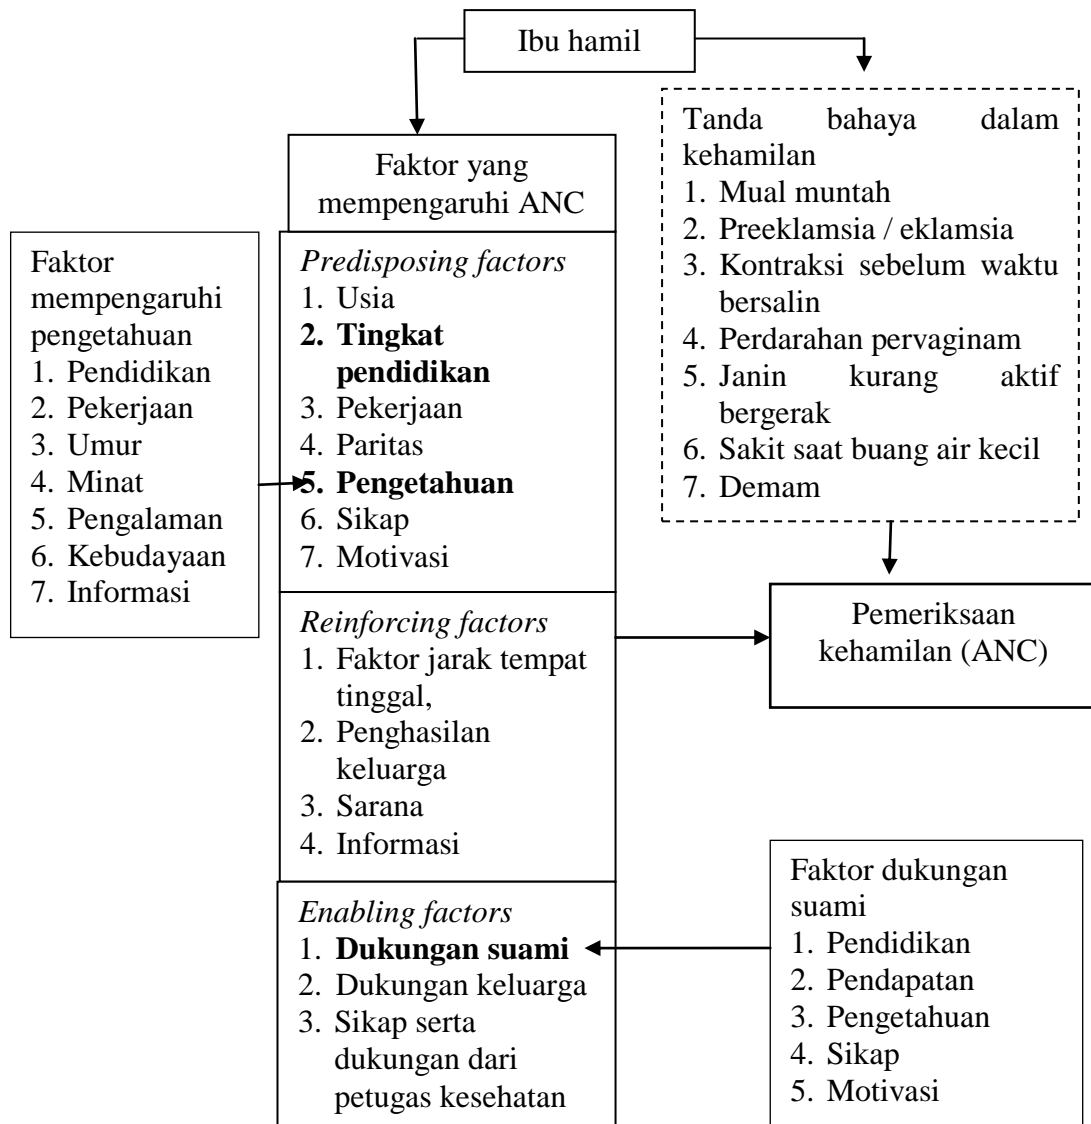 Ibu hamil
Faktor yang
mempengaruhi ANC
Tanda bahaya dalam
kehamilan
1. Mual muntah
2. Preeklamsia / eklamsia
3. Kontraksi sebelum waktu
bersalin
4. Perdarahan pervaginam
5. Janin kurang aktif
bergerak
6. Sakit saat buang air kecil
7. Demam
Faktor
mempengaruhi
pengetahuan
1. Pendidikan
2. Pekerjaan
3. Umur
4. Minat
5. Pengalaman
6. Kebudayaan
7. Informasi
Predisposing factors
1. Usia
2. Tingkat
pendidikan
3. Pekerjaan
4. Paritas
5. Pengetahuan
6. Sikap
7. Motivasi
Reinforcing factors
1. Faktor jarak tempat
tinggal,
2. Penghasilan
keluarga
3. Sarana
4. Informasi
Pemeriksaan
kehamilan (ANC)
Enabling factors
1. Dukungan suami
2. Dukungan keluarga
3. Sikap serta
dukungan dari
petugas kesehatan
Faktor dukungan
suami
1. Pendidikan
2. Pendapatan
3. Pengetahuan
4. Sikap
5. Motivasi